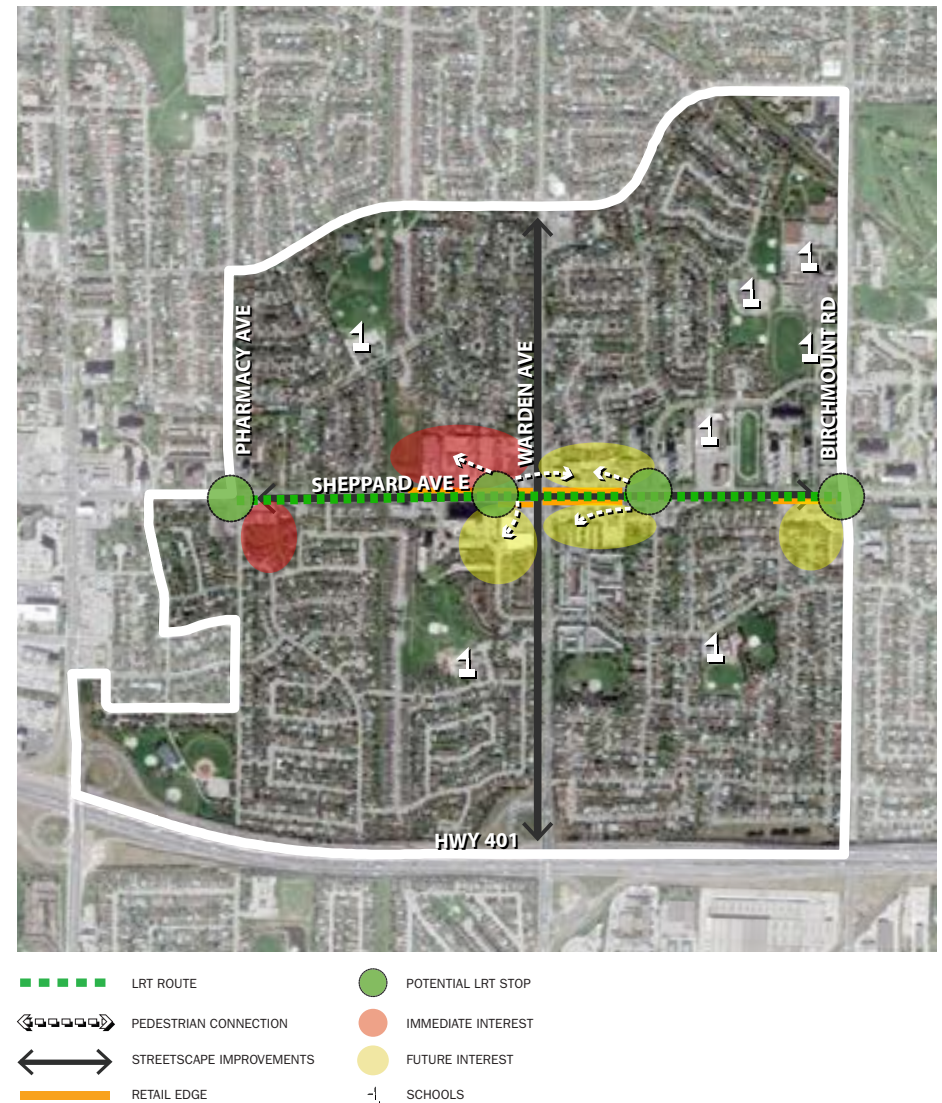 PHARMACY AVE
WARDEN AVE
BIRCHMOUNT RD
SHEPPARD AVE E
HWY 401
LRT ROUTE
POTENTIAL LRT STOP
PEDESTRIAN CONNECTION
IMMEDIATE INTEREST
STREETSCAPE IMPROVEMENTS
FUTURE INTEREST
RETAIL EDGE
SCHOOLS